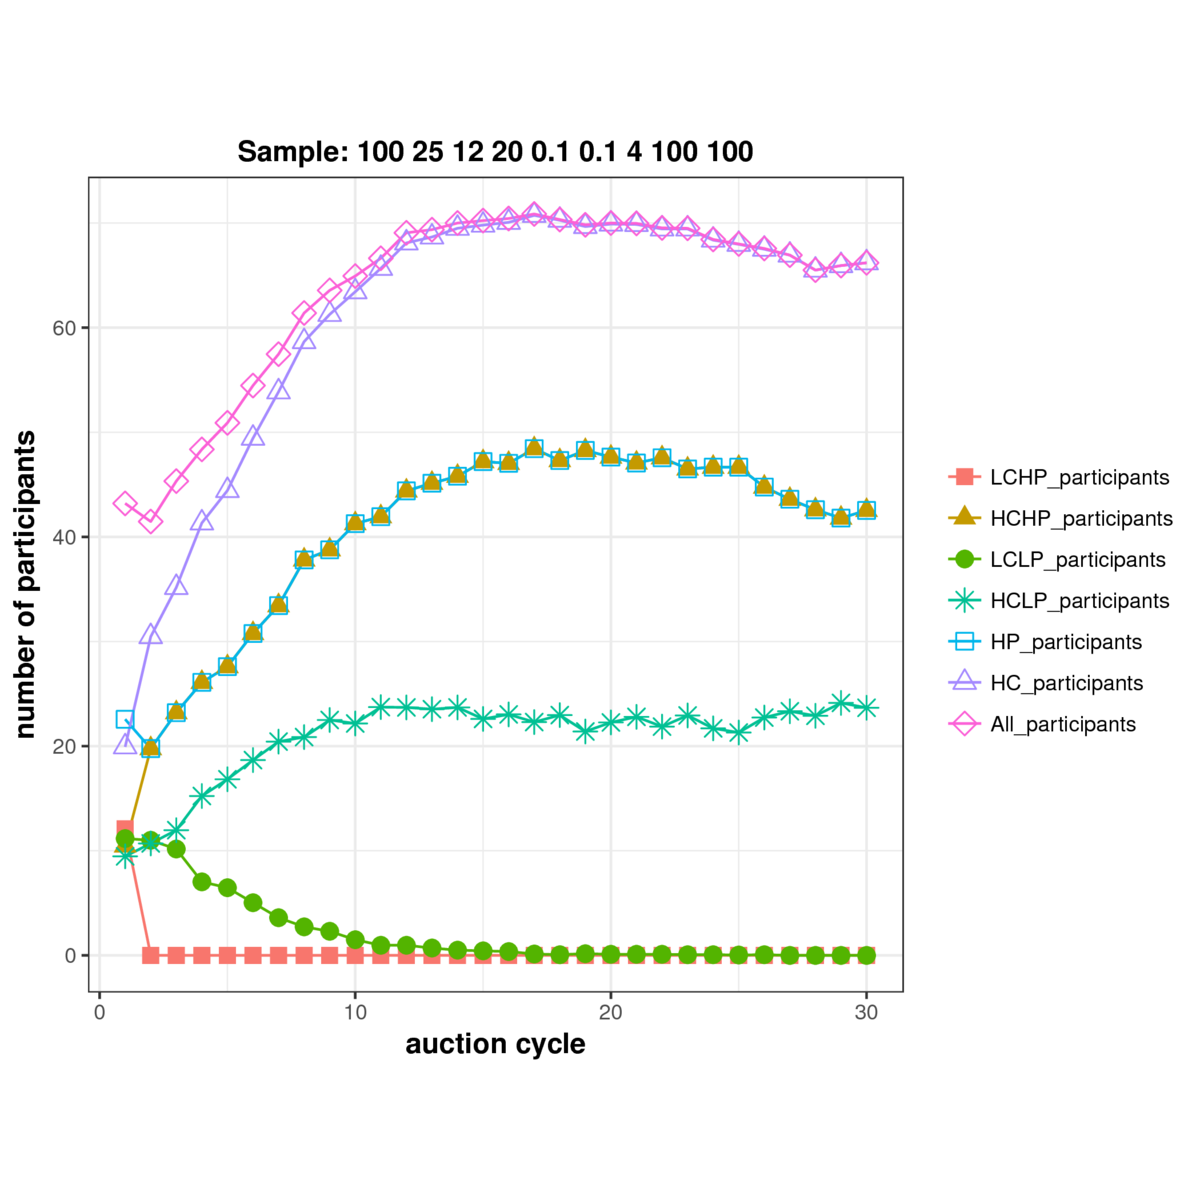 Sample: 100 25 12 20 0.1 0.1 4 100 100
number of participants
60
40
20
0
0 10 20 30
auction cycle
LCHP_participants
HCHP_participants
LCLP_participants
HCLP_participants
HP_participants
HC_participants
All_participants